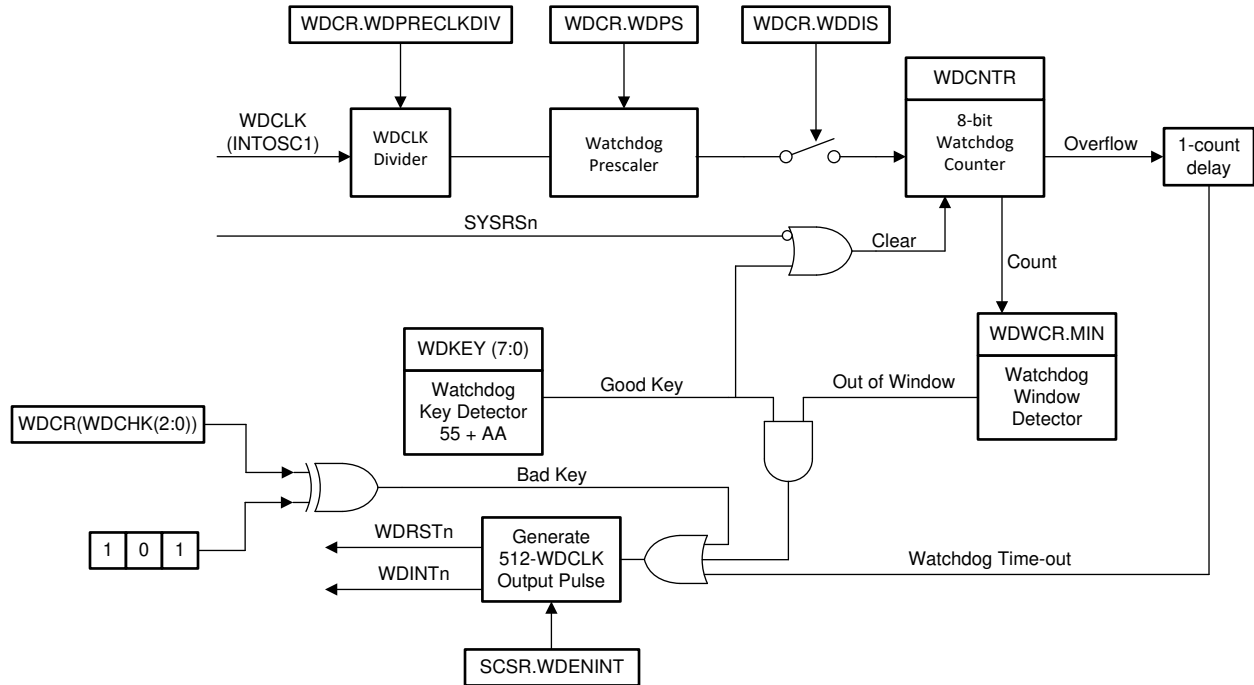 WDCR.WDPRECLKDIV
WDCR.WDPS
WDCR.WDDIS
WDCLK
(INTOSC1)
WDCLK
Divider
Watchdog
Prescaler
WDCNTR
8-bit
Watchdog
Counter
Overflow
1-count
delay
SYSRSn
Clear
Count
WDKEY (7:0)
Watchdog
Key Detector
55 + AA
Good Key
Out of Window
WDWCR.MIN
Watchdog
Window
Detector
WDCR(WDCHK(2:0))
Bad Key
1 0 1
WDRSTn
WDINTn
Generate
512-WDCLK
Output Pulse
Watchdog Time-out
SCSR.WDENINT